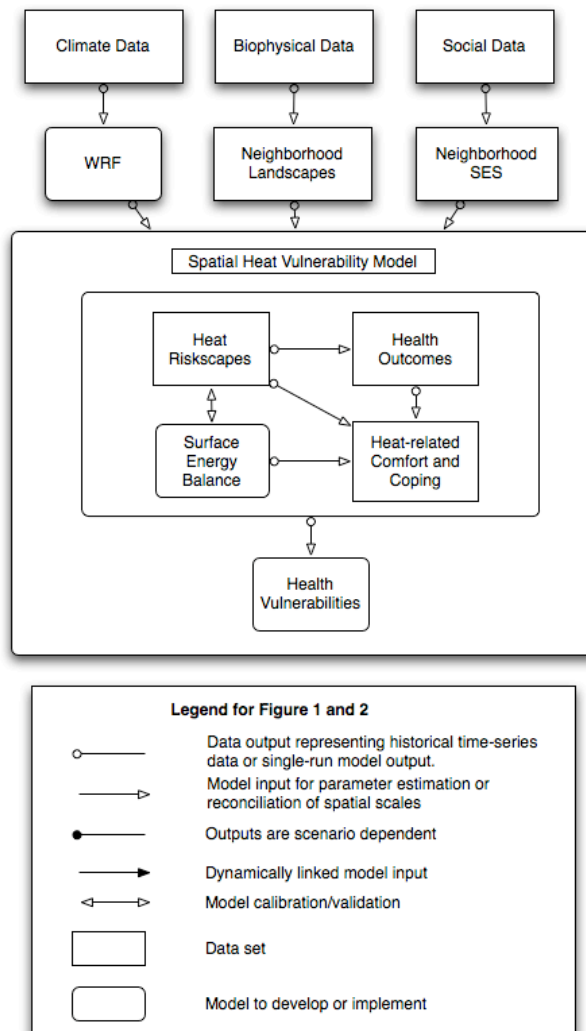 Climate Data
Biophysical Data
Social Data
WRF
Neighborhood
Landscapes
Neighborhood
SES
Spatial Heat Vulnerability Model
Heat
Riskscapes
Health
Outcomes
Surface
Energy
Balance
Heat-related
Comfort and
Coping
Health
Vulnerabilities
Legend for Figure 1 and 2
Data output representing historical time-series
data or single-run model output.
Model input for parameter estimation or
reconciliation of spatial scales
Outputs are scenario dependent
Dynamically linked model input
Model calibration/validation
Data set
Model to develop or implement